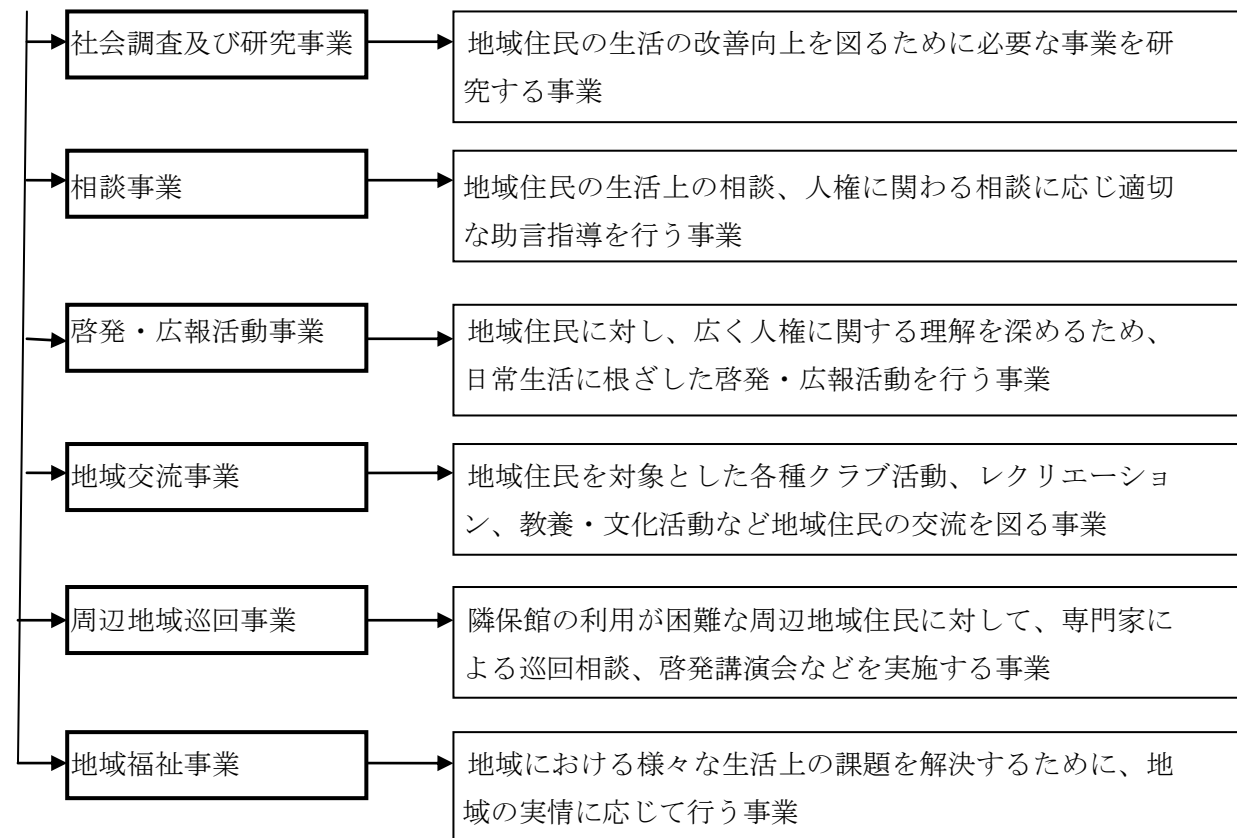 社会調査及び研究事業
地域住民の生活の改善向上を図るために必要な事業を研
究する事業
相談事業
地域住民の生活上の相談、人権に関わる相談に応じ適切
な助言指導を行う事業
啓発・広報活動事業
地域住民に対し、広く人権に関する理解を深めるため、
日常生活に根ざした啓発・広報活動を行う事業
地域交流事業
地域住民を対象とした各種クラブ活動、レクリエーショ
ン、教養・文化活動など地域住民の交流を図る事業
周辺地域巡回事業
隣保館の利用が困難な周辺地域住民に対して、専門家に
よる巡回相談、啓発講演会などを実施する事業
地域福祉事業
地域における様々な生活上の課題を解決するために、地
域の実情に応じて行う事業